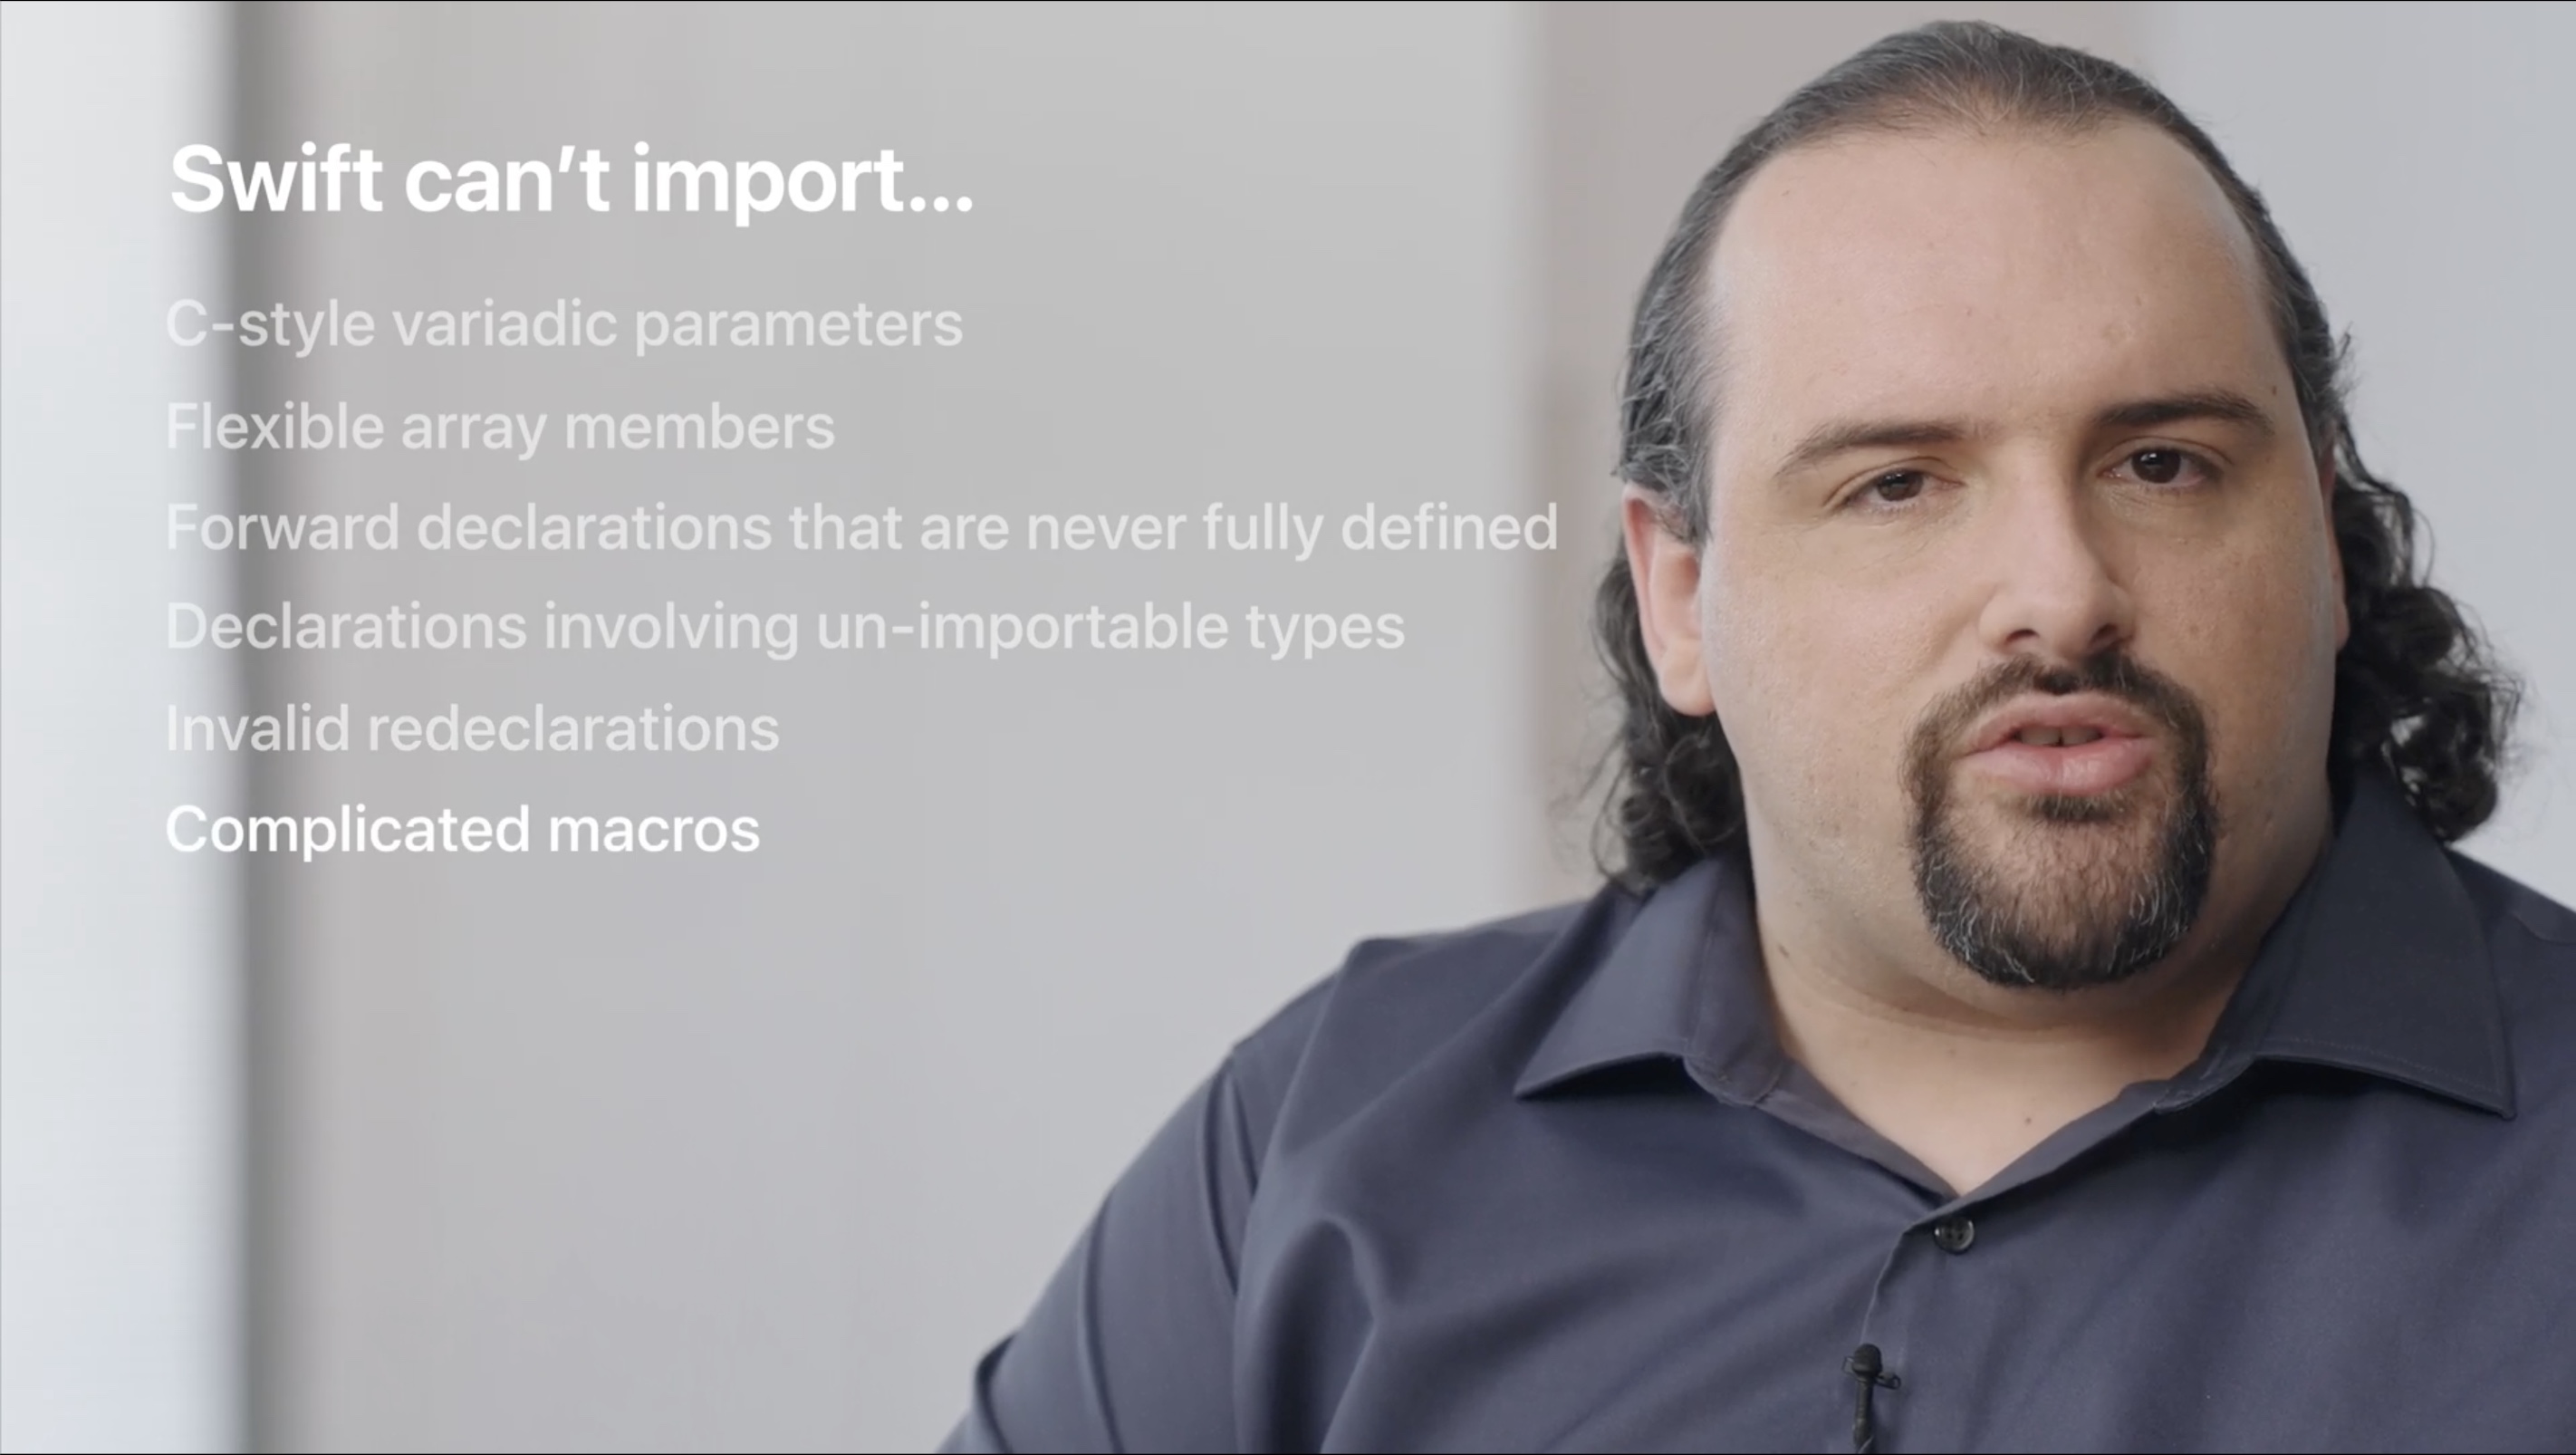 Swift can’t import…
C-style variadic parameters
Flexible array members
Forward declarations that are never fully defined
Declarations involving un-importable types
Invalid redeclarations
Complicated macros